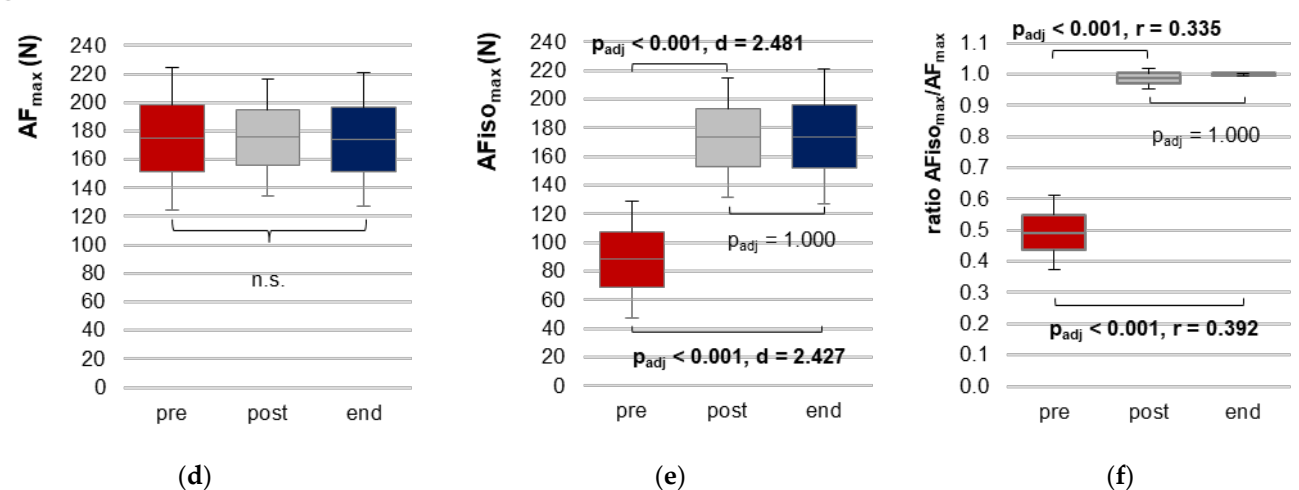 AFmax (N)
240
220
200
180
160
140
120
100
80
60
40
20
0
n.s.
pre post end
(d)
AFisomax (N)
240
220
200
180
160
140
120
100
80
60
40
20
0
padj < 0.001, d = 2.481
padj = 1.000
padj < 0.001, d = 2.427
pre post end
(e)
ratio AFisomax/AFmax
padj < 0.001, r = 0.335
1.1
1.0
0.9
0.8
0.7
0.6
0.5
0.4
0.3
0.2
0.1
0.0
padj = 1.000
padj < 0.001, r = 0.392
pre post end
(f)